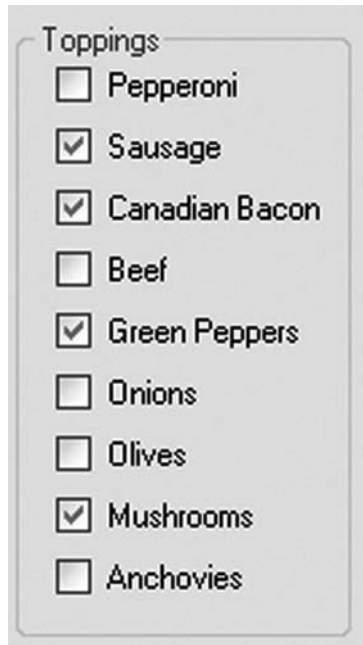 Toppings
Pepperoni
Sausage
Canadian Bacon
Beef
Green Peppers
Onions
Olives
Mushrooms
Anchovies